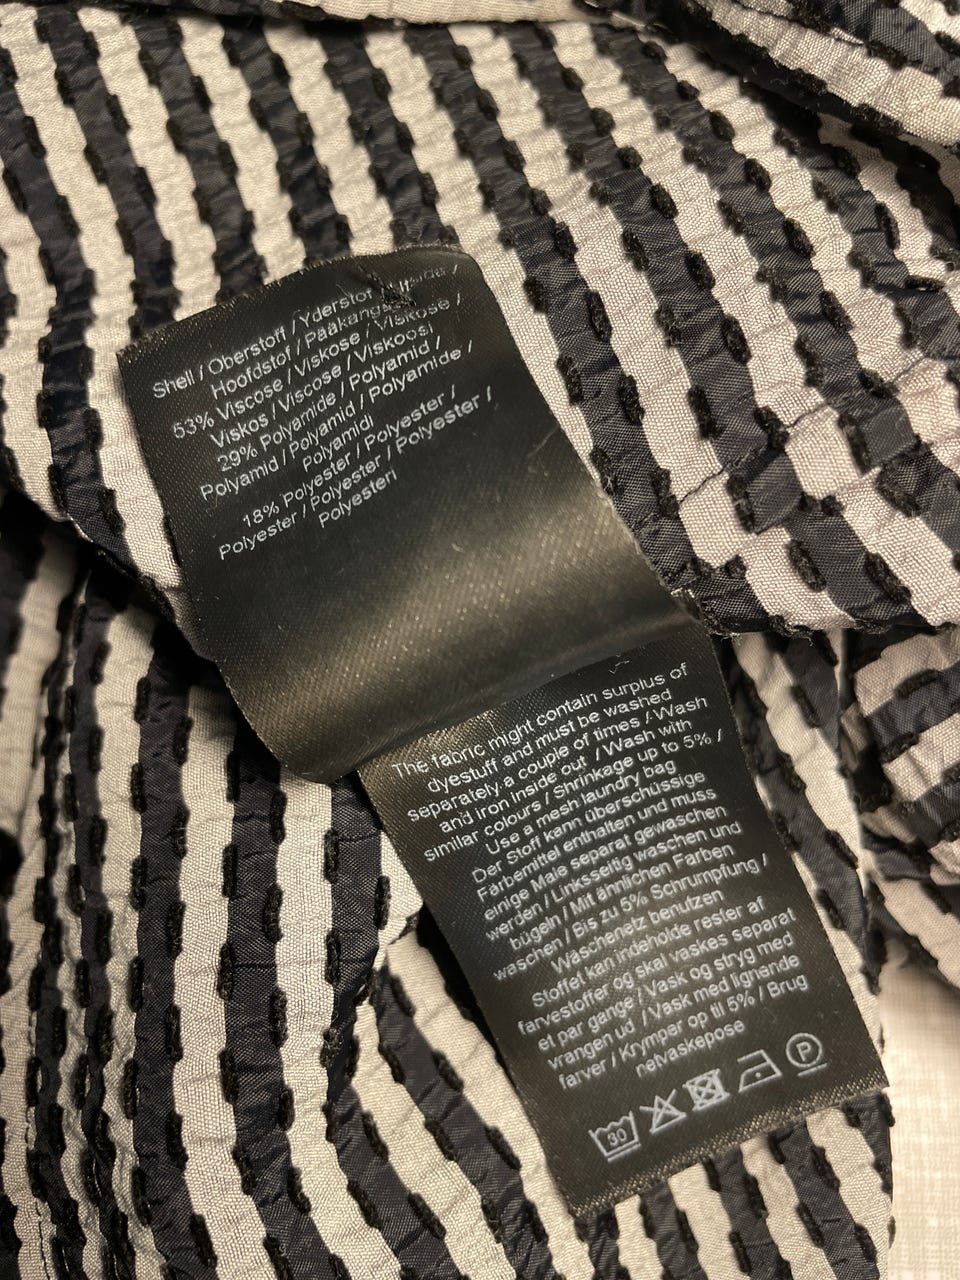 Shell / Oberstoff / Yderstof /
Hoofdstof / Pääkangas
53% Viscose / Viskose / Viskose /
Viskos / Viscose / Viskoosi
29% Polyamide / Polyamid /
Polyamid / Polyamid / Polyamide /
Polyamidi
18% Polyester / Polyester /
Polyester / Polyester / Polyester /
Polyesteri
The fabric might contain surplus of
dyestuff and must be washed
separately a couple of times / Wash
and iron inside out / Wash with
similar colours / Shrinkage up to 5% /
Use a mesh laundry bag
Der Stoff kann überschüssige
Färbemittel enthalten und muss
einige Male separat gewaschen
werden / Linksseitig waschen und
bügeln / Mit ähnlichen Farben
waschen / Bis zu 5% Schrumpfung /
Wäschenetz benutzen
Stoffet kan indeholde rester af
farvestoffer og skal vaskes separat
et par gange / Vask og stryg med
vrangen ud / Vask med lignende
farver / Krymper op til 5% / Brug
netvaskepose
30 P